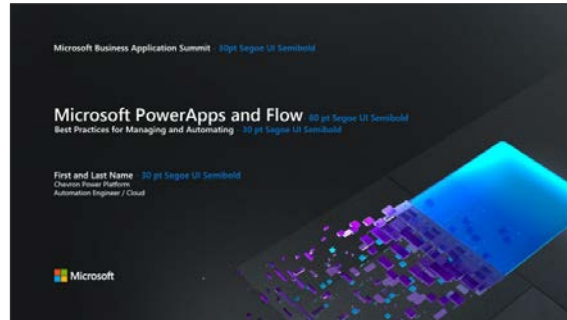 Microsoft Business Application Summit - 30pt Segoe UI Semibold
Microsoft PowerApps and Flow - 60 pt Segoe UI Semibold
Best Practices for Managing and Automating - 30 pt Segoe UI Semibold
First and Last Name - 30 pt Segoe UI Semibold
Chevron Power Platform
Automation Engineer / Cloud
Microsoft